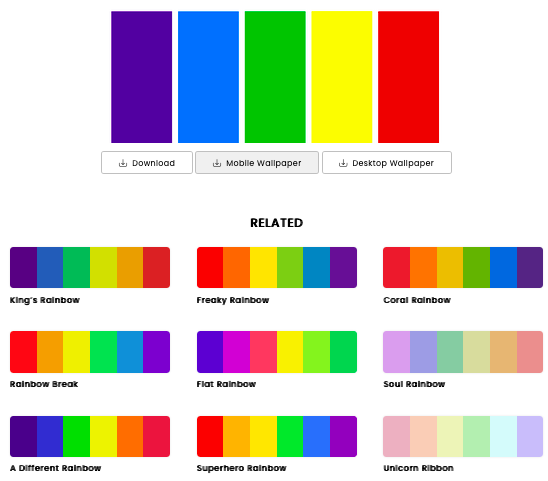 Download
Mobile Wallpaper
Desktop Wallpaper
RELATED
King's Rainbow
Freaky Rainbow
Coral Rainbow
Rainbow Break
Flat Rainbow
Soul Rainbow
A Different Rainbow
Superhero Rainbow
Unicorn Ribbon